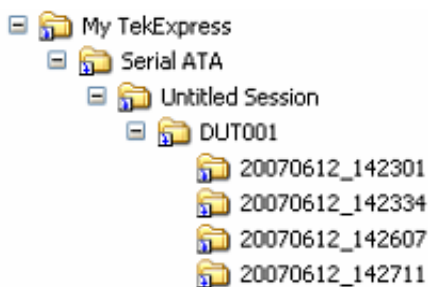 My TekExpress
Serial ATA
Untitled Session
DUT001
20070612_142301
20070612_142334
20070612_142607
20070612_142711